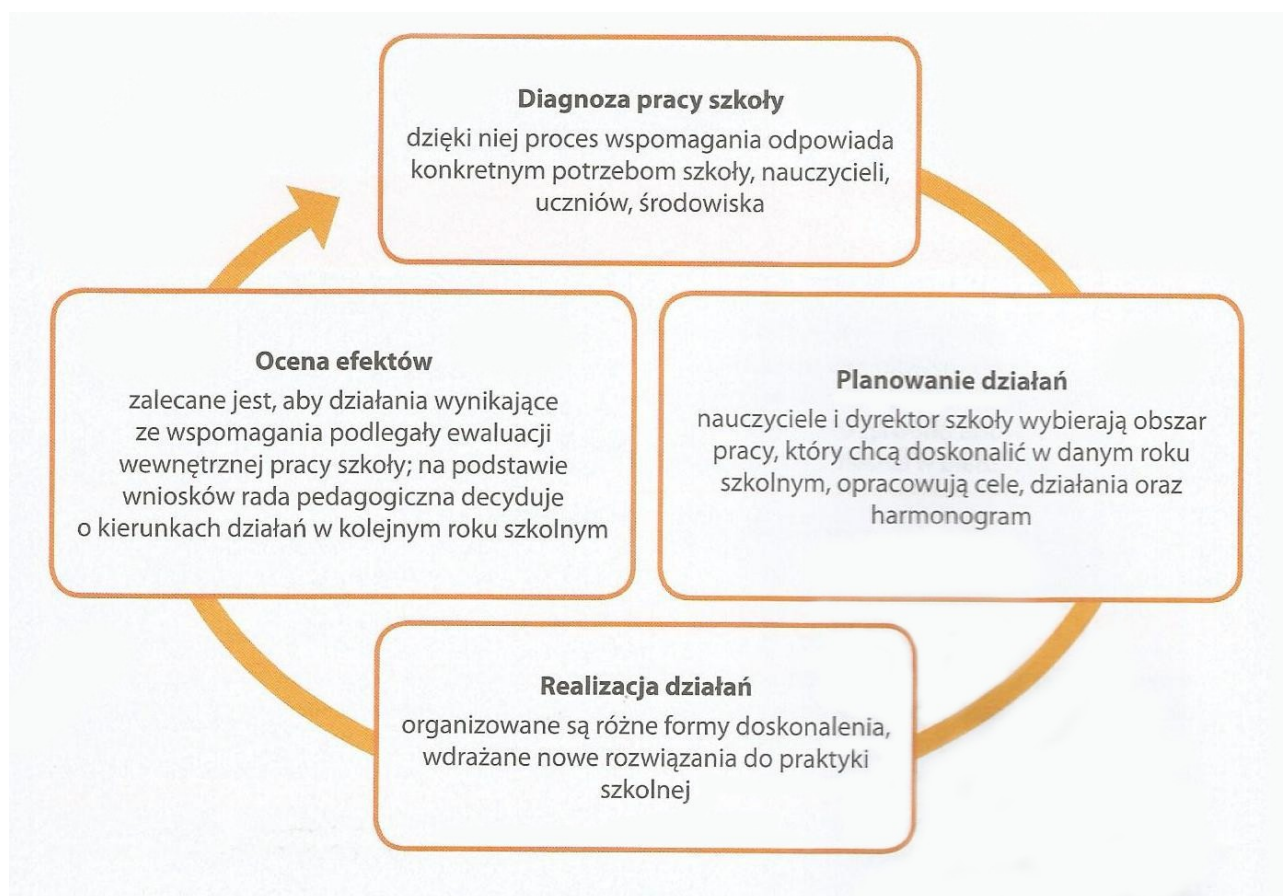 Diagnoza pracy szkoły
dzięki niej proces wspomagania odpowiada
konkretnym potrzebom szkoły, nauczycieli,
uczniów, środowiska
Planowanie działań
nauczyciele i dyrektor szkoły wybierają obszar
pracy, który chcą doskonalić w danym roku
szkolnym, opracowują cele, działania oraz
harmonogram
Realizacja działań
organizowane są różne formy doskonalenia,
wdrażane nowe rozwiązania do praktyki
szkolnej
Ocena efektów
zalecane jest, aby działania wynikające
ze wspomagania podlegały ewaluacji
wewnętrznej pracy szkoły; na podstawie
wniosków rada pedagogiczna decyduje
o kierunkach działań w kolejnym roku szkolnym